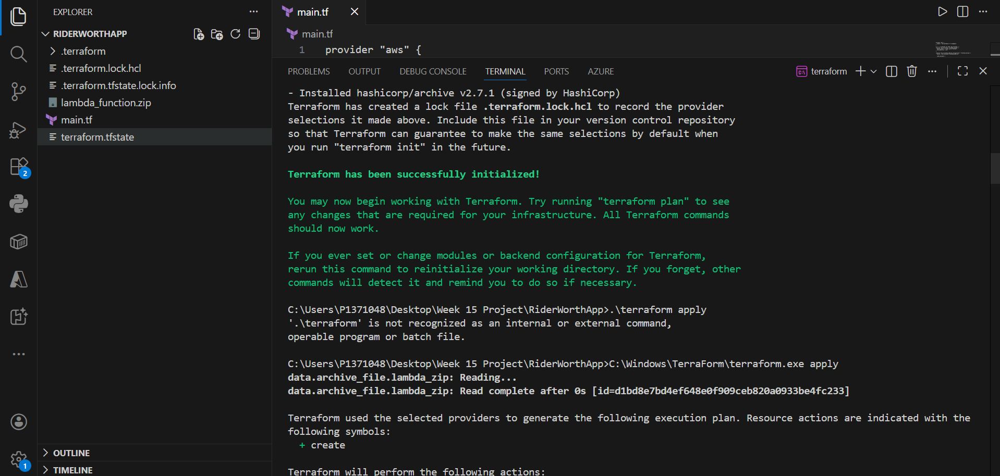 EXPLORER
RIDERWORTHAPP
.terraform
.terraform.lock.hcl
.terraform.tfstate.lock.info
lambda_function.zip
main.tf
terraform.tfstate
OUTLINE
TIMELINE
2
1
main.tf
main.tf
1 provider "aws" {
PROBLEMS OUTPUT DEBUG CONSOLE TERMINAL PORTS AZURE
terraform
- Installed hashicorp/archive v2.7.1 (signed by HashiCorp)
Terraform has created a lock file .terraform.lock.hcl to record the provider
selections it made above. Include this file in your version control repository
so that Terraform can guarantee to make the same selections by default when
you run "terraform init" in the future.
Terraform has been successfully initialized!
You may now begin working with Terraform. Try running "terraform plan" to see
any changes that are required for your infrastructure. All Terraform commands
should now work.
If you ever set or change modules or backend configuration for Terraform,
rerun this command to reinitialize your working directory. If you forget, other
commands will detect it and remind you to do so if necessary.
C:\Users\P1371048\Desktop\Week 15 Project\RiderWorthApp>.\terraform apply
'.\terraform' is not recognized as an internal or external command,
operable program or batch file.
C:\Users\P1371048\Desktop\Week 15 Project\RiderWorthApp>C:\Windows\TerraForm\terraform.exe apply
data.archive_file.lambda_zip: Reading...
data.archive_file.lambda_zip: Read complete after 0s [id=d1bd8e7bd4ef648e0f909ceb820a0933be4fc233]
Terraform used the selected providers to generate the following execution plan. Resource actions are indicated with the
following symbols:
+ create
Terraform will perform the following actions: